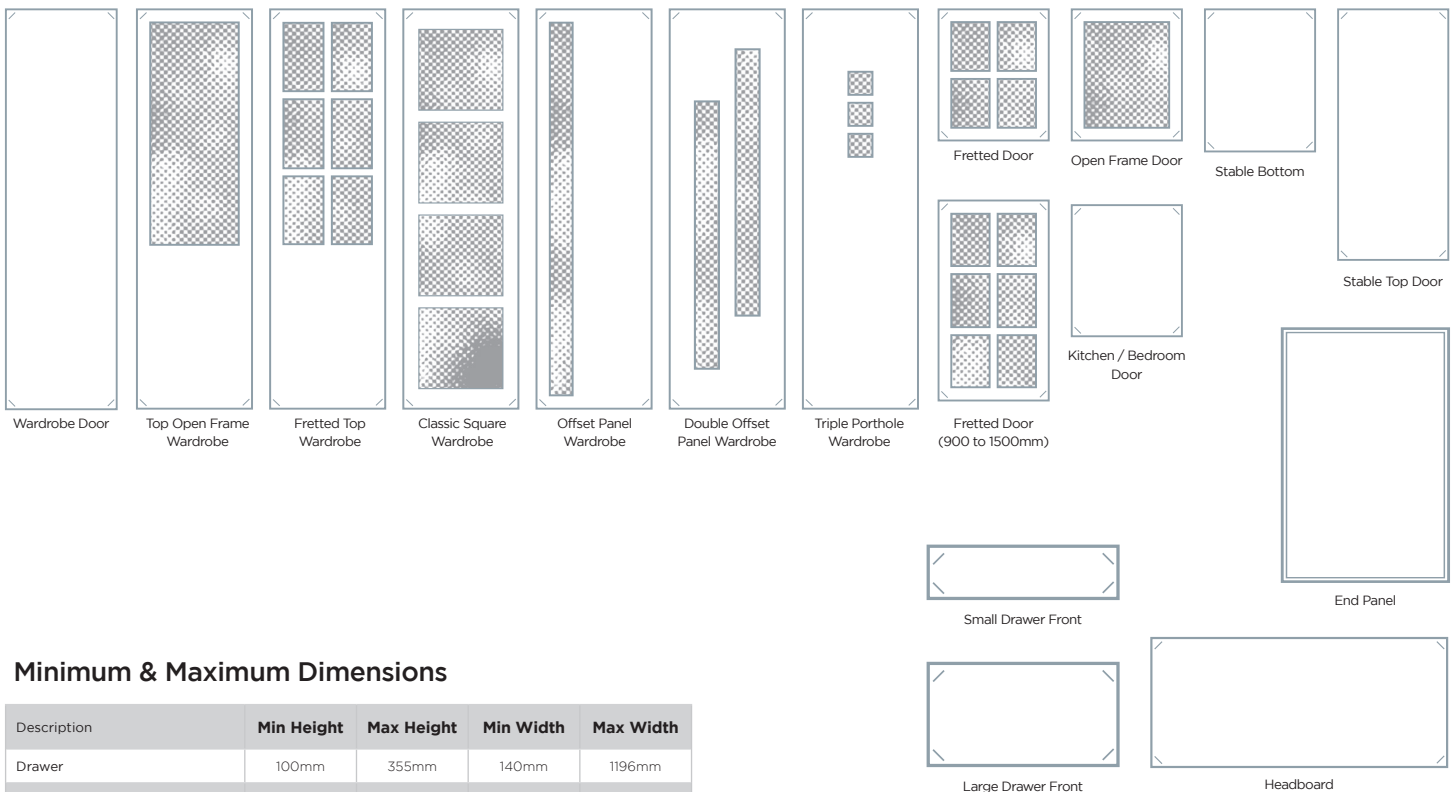 Wardrobe Door
Top Open Frame
Wardrobe
Fretted Top
Wardrobe
Classic Square
Wardrobe
Offset Panel
Wardrobe
Double Offset
Panel Wardrobe
Triple Porthole
Wardrobe
Fretted Door
Open Frame Door
Stable Bottom
Stable Top Door
Fretted Door
(900 to 1500mm)
Kitchen / Bedroom
Door
End Panel
Small Drawer Front
Large Drawer Front
Headboard
Minimum & Maximum Dimensions
Description Min Height Max Height Min Width Max Width
Drawer 100mm 355mm 140mm 1196mm